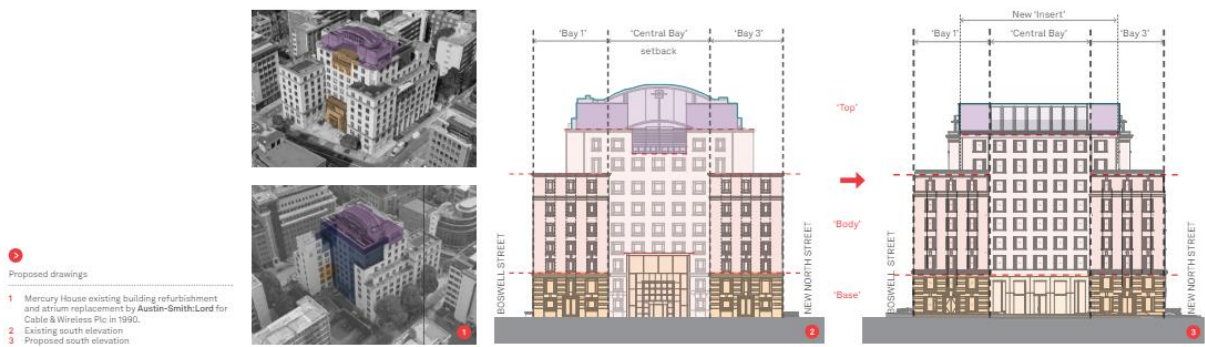 Proposed drawings
1 Mercury House existing building refurbishment
and atrium replacement by Austin-Smith:Lord for
Cable & Wireless Plc in 1990.
2 Existing south elevation
3 Proposed south elevation
1
'Bay 1'
'Central Bay'
'Bay 3'
setback
BOSWELL STREET
NEW NORTH STREET
2
'Top'
'Body'
'Base'
New 'Insert'
'Bay 1'
'Central Bay'
'Bay 3'
BOSWELL STREET
NEW NORTH STREET
3